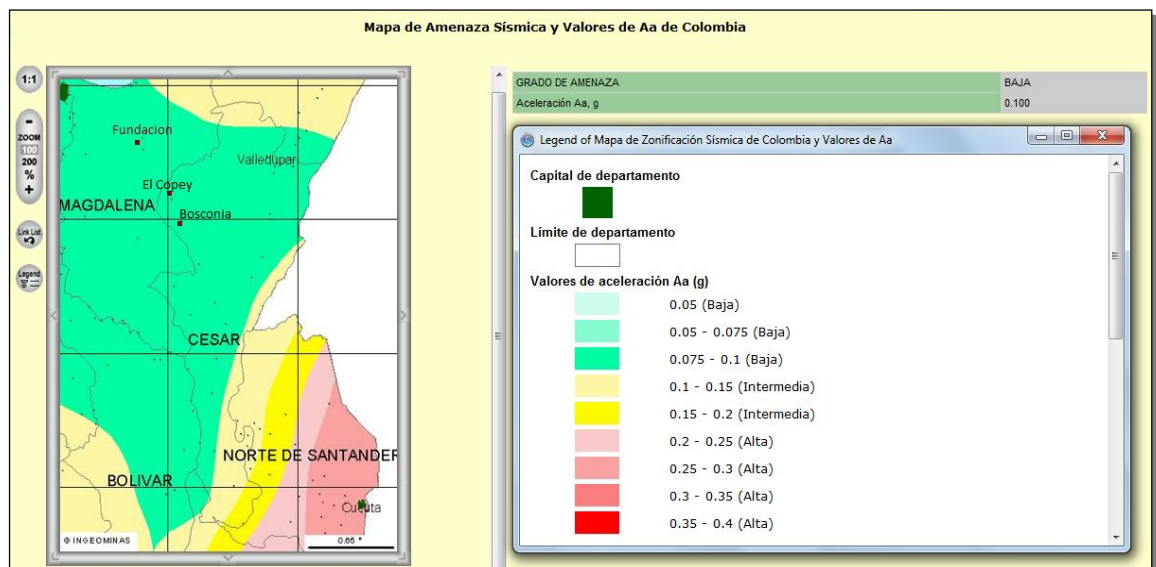 Mapa de Amenaza Sísmica y Valores de Aa de Colombia
1:1
ZOOM
100
200
%
Link List
Legend
Fundacion
Valledupar
El Copey
MAGDALENA
Bosconia
CESAR
NORTE DE SANTANDER
BOLIVAR
Cucuta
© INGEOMINAS
0.65 °
GRADO DE AMENAZA BAJA
Aceleración Aa, g 0.100
Legend of Mapa de Zonificación Sísmica de Colombia y Valores de Aa
Capital de departamento
Límite de departamento
Valores de aceleración Aa (g)
0.05 (Baja)
0.05 - 0.075 (Baja)
0.075 - 0.1 (Baja)
0.1 - 0.15 (Intermedia)
0.15 - 0.2 (Intermedia)
0.2 - 0.25 (Alta)
0.25 - 0.3 (Alta)
0.3 - 0.35 (Alta)
0.35 - 0.4 (Alta)